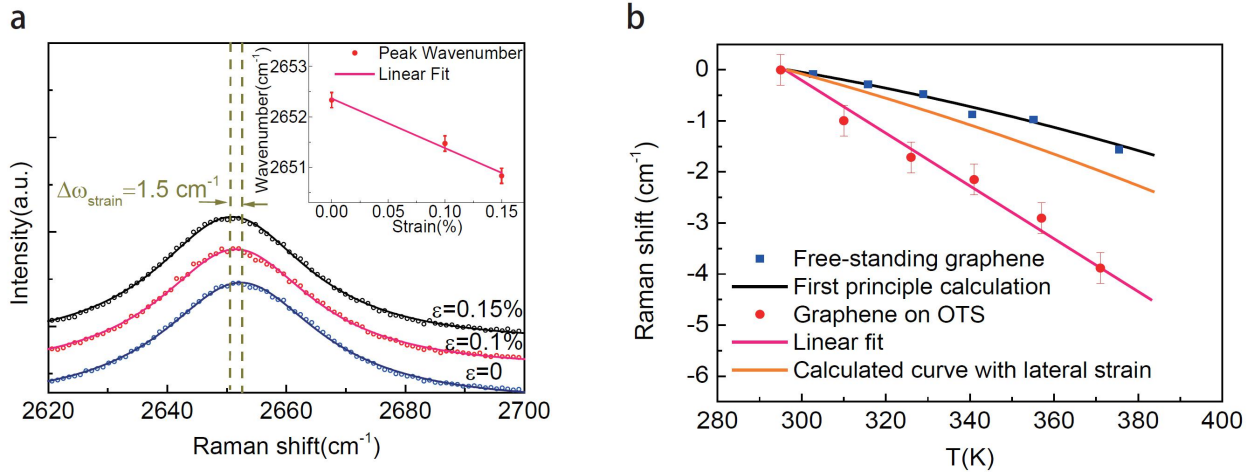 a
Intensity(a.u.)
Δω_strain=1.5 cm⁻¹
ε=0.15%
ε=0.1%
ε=0
2620 2640 2660 2680 2700
Raman shift(cm⁻¹)
Wavenumber(cm⁻¹)
2653
2652
2651
Peak Wavenumber
Linear Fit
0.00 0.05 0.10 0.15
Strain(%)
b
Raman shift (cm⁻¹)
0
-1
-2
-3
-4
-5
-6
Free-standing graphene
First principle calculation
Graphene on OTS
Linear fit
Calculated curve with lateral strain
280 300 320 340 360 380 400
T(K)